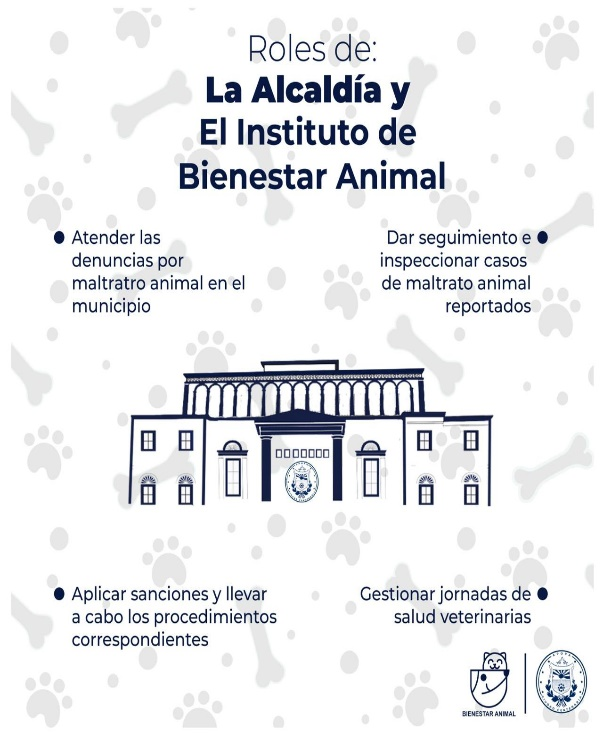 Roles de:
La Alcaldía y
El Instituto de
Bienestar Animal
Atender las
denuncias por
maltratro animal en el
municipio
Dar seguimiento e
inspeccionar casos
de maltrato animal
reportados
Aplicar sanciones y llevar
a cabo los procedimientos
correspondientes
Gestionar jornadas de
salud veterinarias
BIENESTAR ANIMAL